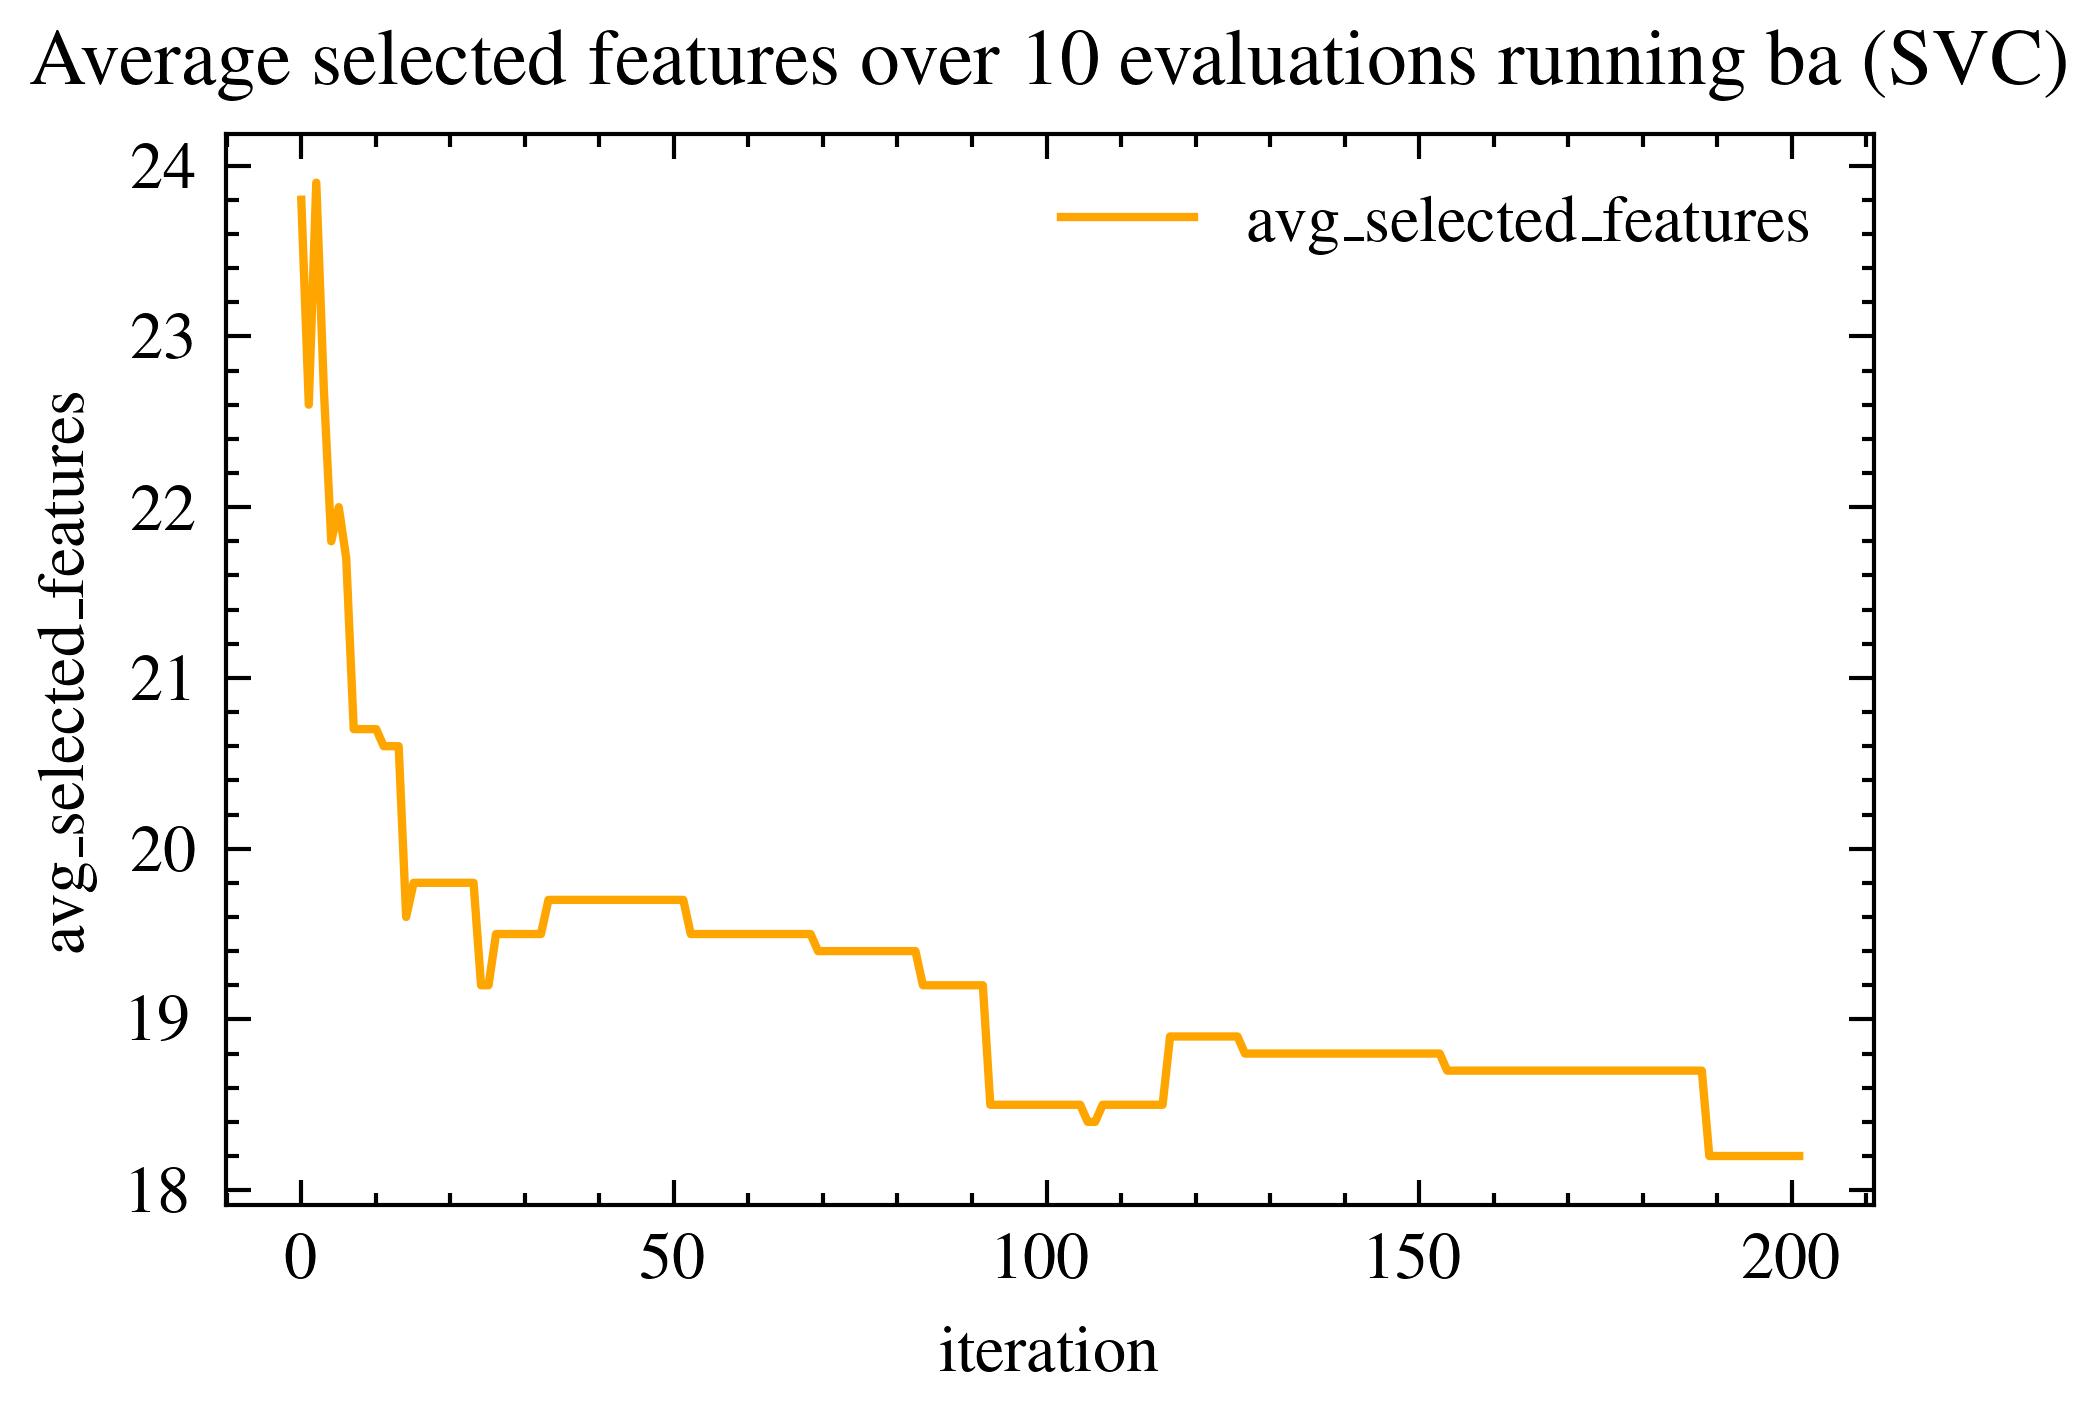 Average selected features over 10 evaluations running ba (SVC)
avg_selected_features
24
23
22
21
20
19
18
avg_selected_features
0 50 100 150 200
iteration